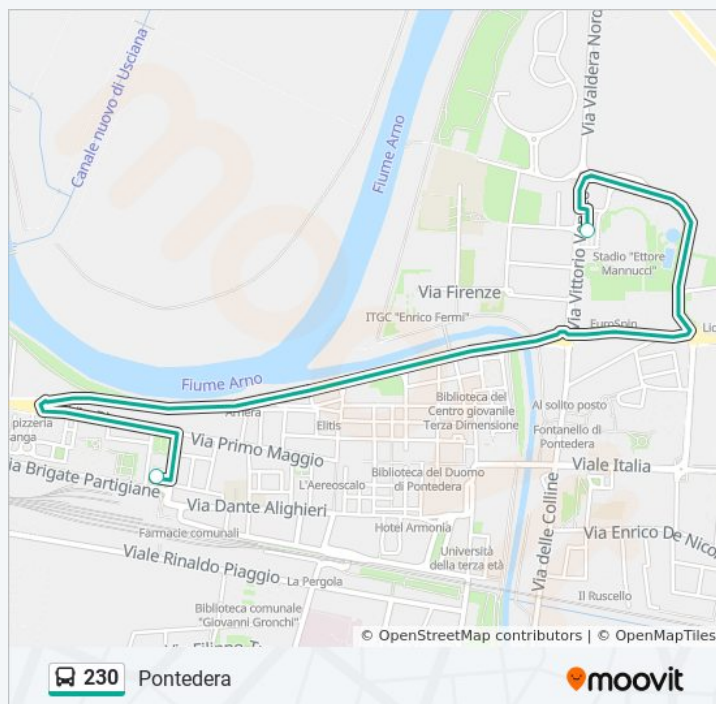 Canale nuovo di Usciana
Fiume Arno
Via Valdera Nord
Stadio "Ettore
Mannucci"
Via Firenze
ITGC "Enrico Fermi"
EuroSpin
Fiume Arno
pizzeria
anga
Elitis
Biblioteca del
Centro giovanile
Terza Dimensione
Al solito posto
Fontanello di
Pontedera
Via Primo Maggio
Viale Italia
ia Brigate Partigiane
L'Aereoscalo
Biblioteca del Duomo
di Pontedera
Via Dante Alighieri
Hotel Armonia
Farmacie comunali
Via delle Colline
Via Enrico De Nico
Viale Rinaldo Piaggio
La Pergola
Università
della terza età
Il Ruscello
Biblioteca comunale
"Giovanni Gronchi"
© OpenStreetMap contributors | © OpenMapTiles
230 Pontedera
moovit